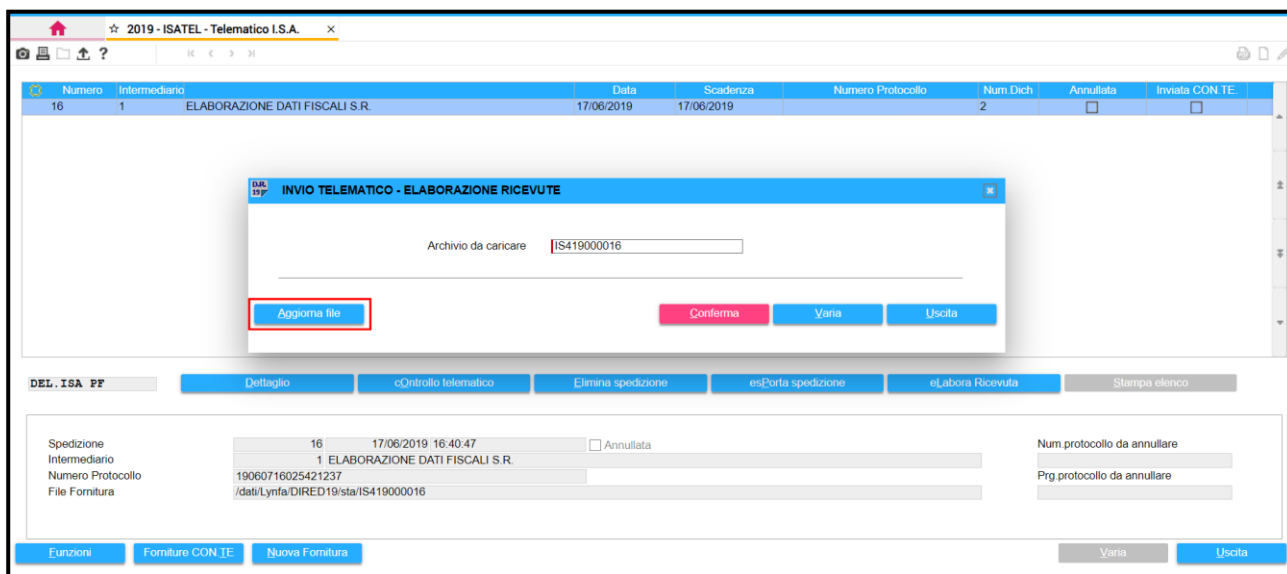 ☆ 2019 - ISATEL - Telematico I.S.A. ×
?
Numero Intermediario Data Scadenza Numero Protocollo Num.Dich Annullata Inviata CON.TE.
16 1 ELABORAZIONE DATI FISCALI S.R. 17/06/2019 17/06/2019 2
D.R. 19 INVIO TELEMATICO - ELABORAZIONE RICEVUTE
Archivio da caricare IS419000016
Aggiorna file Conferma Varia Uscita
DEL.ISA PF Dettaglio cOntrollo telematico Elimina spedizione esPorta spedizione eLabora Ricevuta Stampa elenco
Spedizione 16 17/06/2019 16:40:47 Annullata Num.protocollo da annullare
Intermediario 1 ELABORAZIONE DATI FISCALI S.R.
Numero Protocollo 19060716025421237 Prg.protocollo da annullare
File Fornitura /dati/Lynfa/DIRED19/sta/IS419000016
Funzioni Forniture CON.TE Nuova Fornitura Varia Uscita